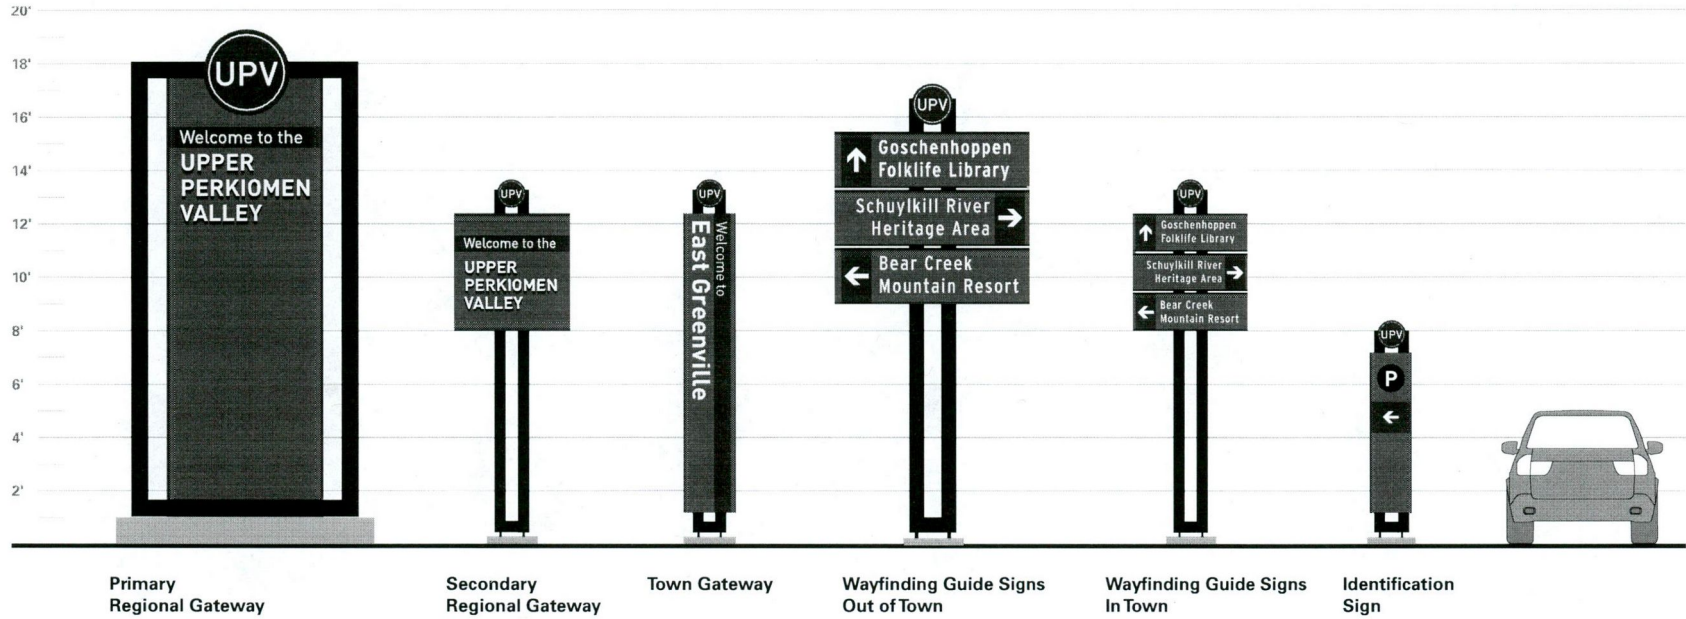 20'
18'
16'
14'
12'
10'
8'
6'
4'
2'
UPV
Welcome to the
UPPER
PERKIOMEN
VALLEY
UPV
Welcome to the
UPPER
PERKIOMEN
VALLEY
UPV
Welcome to
East Greenville
UPV
Goschenhoppen
Folklife Library
Schuylkill River
Heritage Area
Bear Creek
Mountain Resort
UPV
Goschenhoppen
Folklife Library
Schuylkill River
Heritage Area
Bear Creek
Mountain Resort
UPV
P
Primary
Regional Gateway
Secondary
Regional Gateway
Town Gateway
Wayfinding Guide Signs
Out of Town
Wayfinding Guide Signs
In Town
Identification
Sign